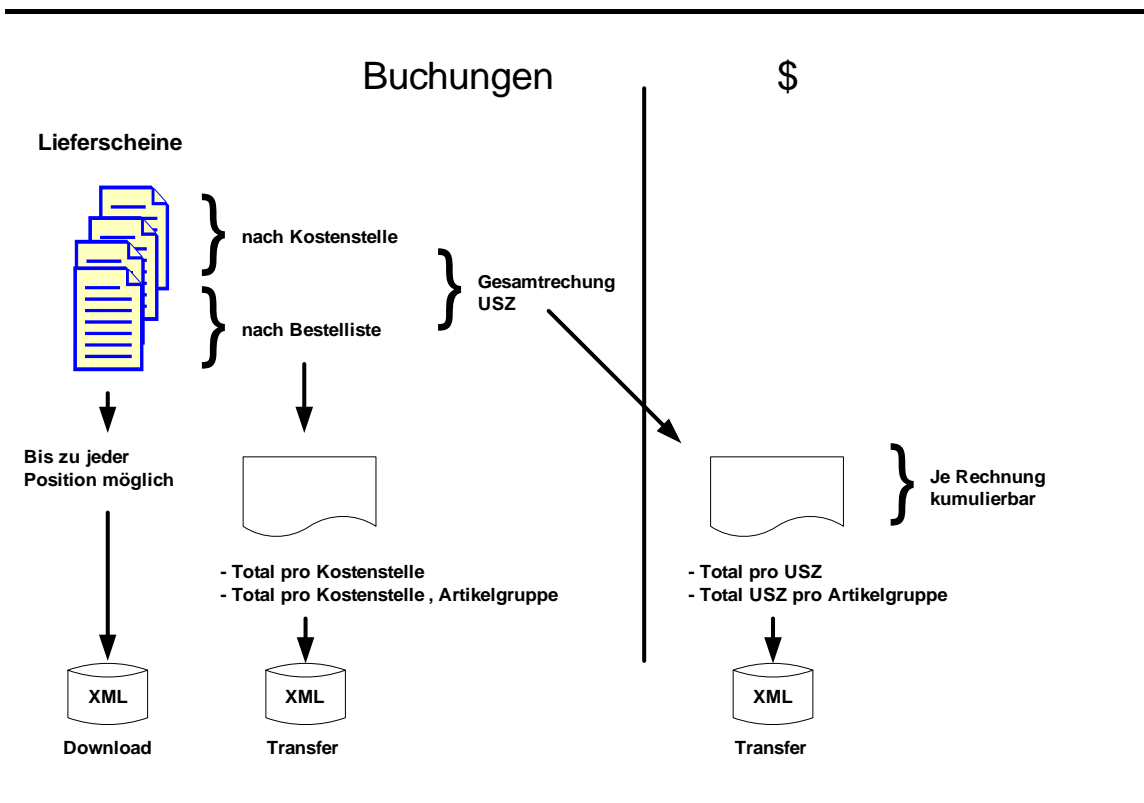 Buchungen
$
Lieferscheine
nach Kostenstelle
Gesamtrechung
USZ
nach Bestelliste
Bis zu jeder
Position möglich
Je Rechnung
kumulierbar
- Total pro Kostenstelle
- Total pro Kostenstelle , Artikelgruppe
- Total pro USZ
- Total USZ pro Artikelgruppe
XML
XML
XML
Download
Transfer
Transfer